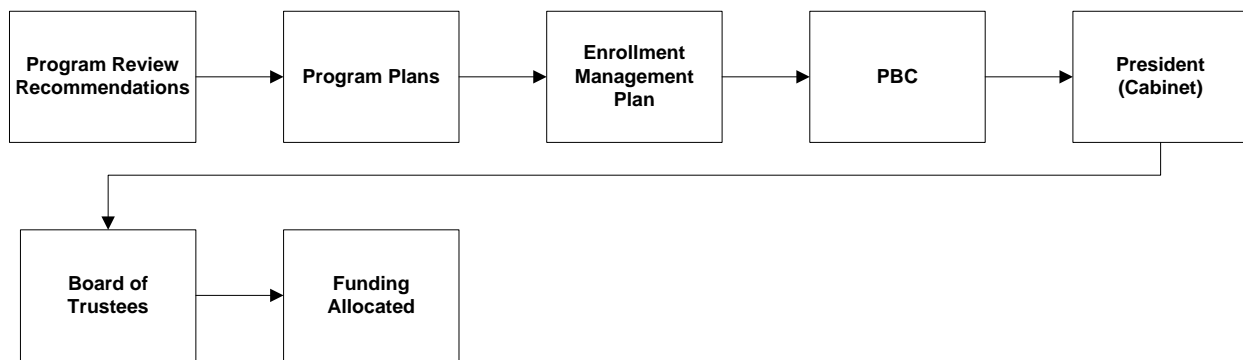 Program Review
Recommendations
Program Plans
Enrollment
Management
Plan
PBC
President
(Cabinet)
Board of
Trustees
Funding
Allocated